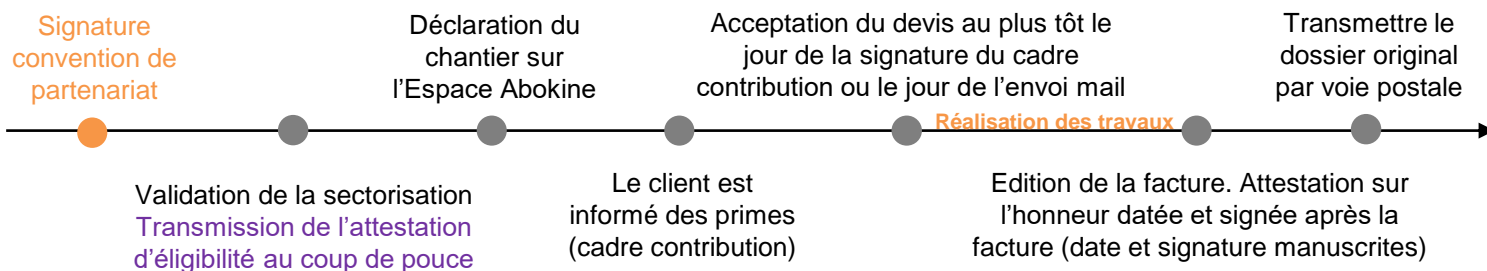 Signature
convention de
partenariat
Déclaration du
chantier sur
l’Espace Abokine
Acceptation du devis au plus tôt le
jour de la signature du cadre
contribution ou le jour de l’envoi mail
Transmettre le
dossier original
par voie postale
Réalisation des travaux
Validation de la sectorisation
Transmission de l’attestation
d’éligibilité au coup de pouce
Le client est
informé des primes
(cadre contribution)
Edition de la facture. Attestation sur
l’honneur datée et signée après la
facture (date et signature manuscrites)